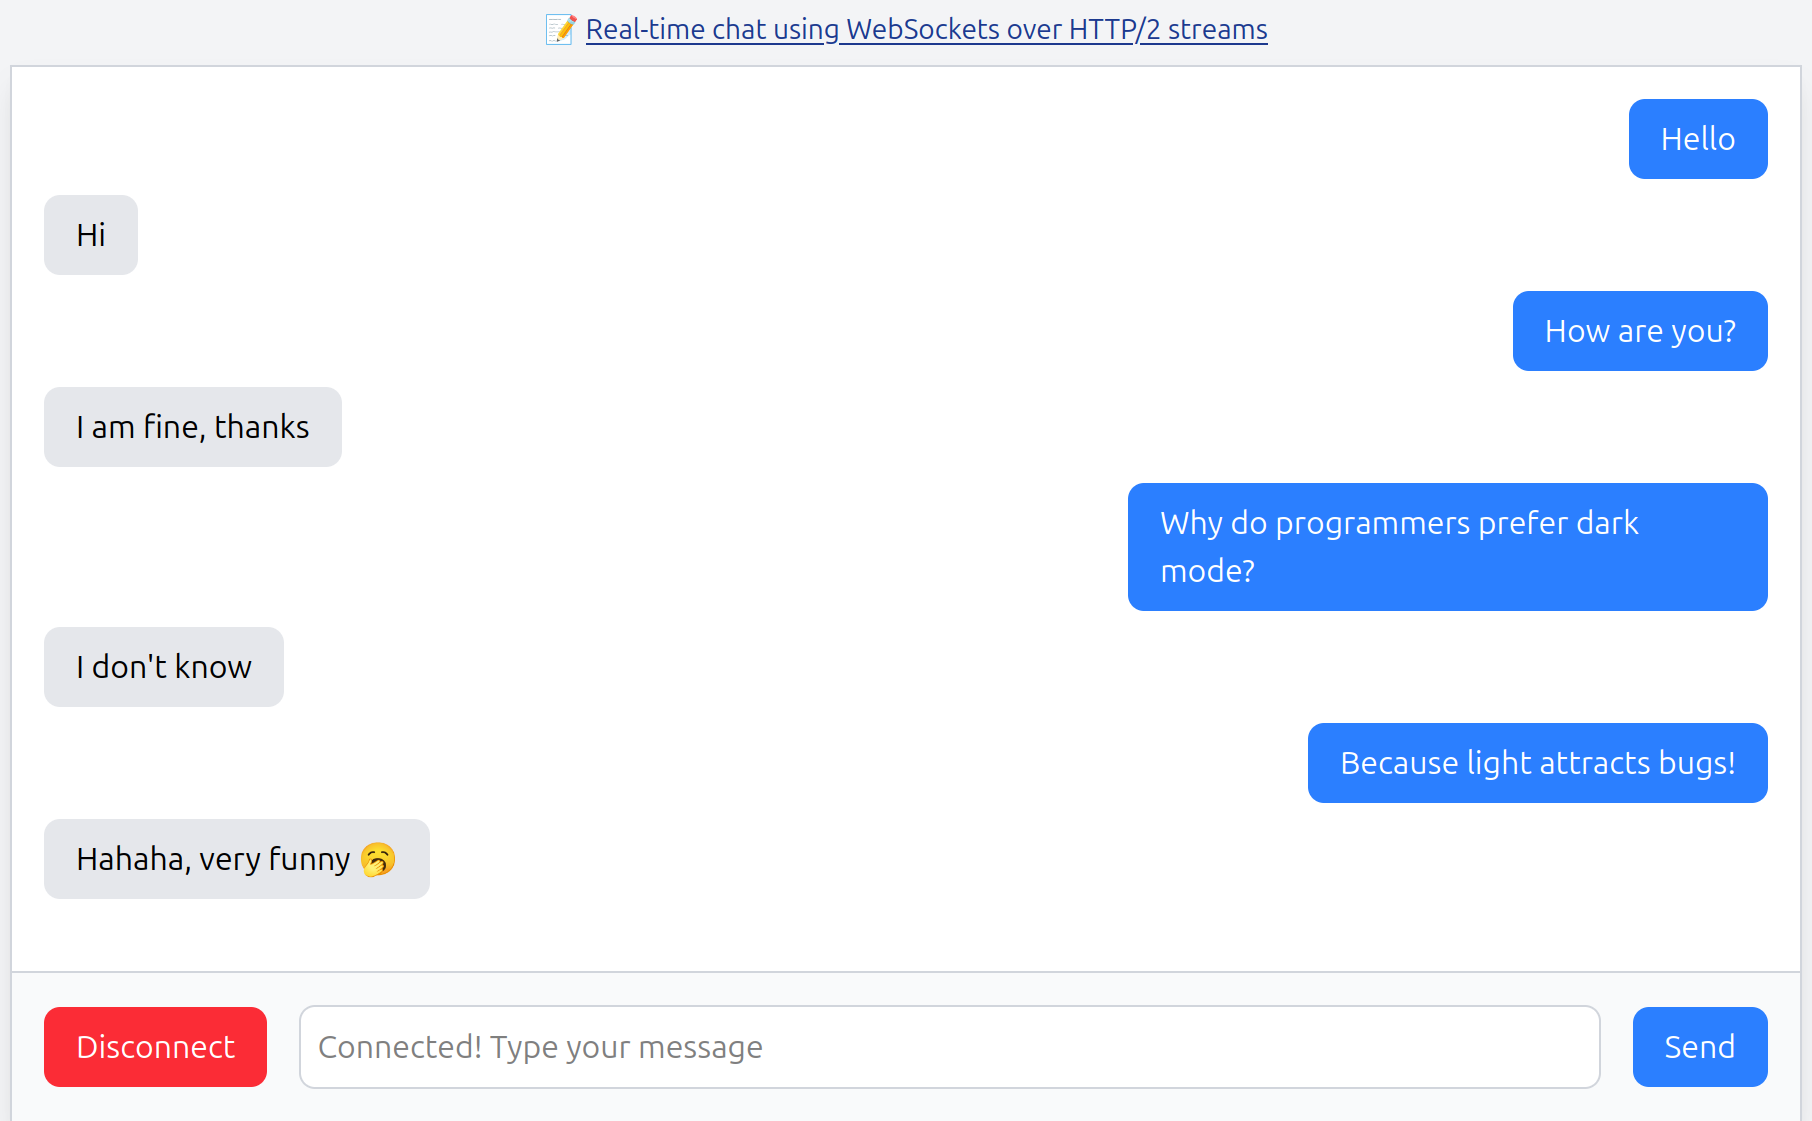 📝 Real-time chat using WebSockets over HTTP/2 streams
Hello
Hi
How are you?
I am fine, thanks
Why do programmers prefer dark
mode?
I don't know
Because light attracts bugs!
Hahaha, very funny 🥱
Disconnect
Connected! Type your message
Send